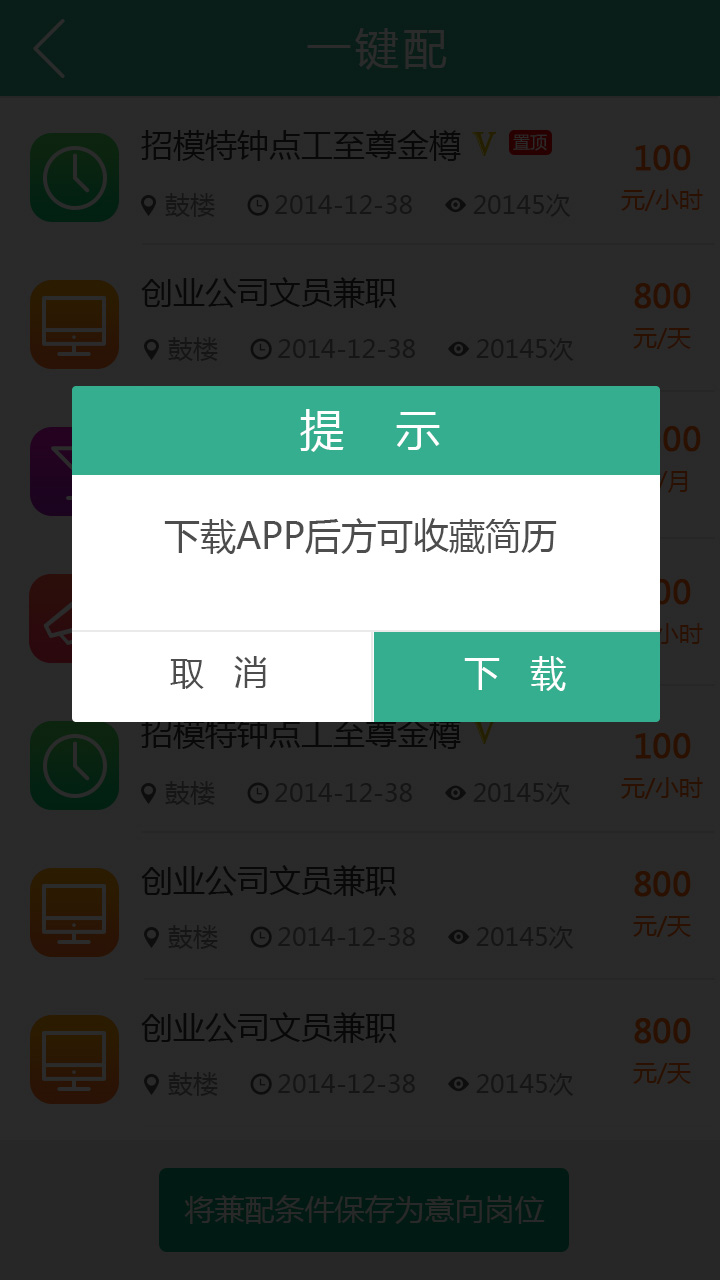 一键配
招模特钟点工至尊金樽 V 置顶
100
鼓楼 2014-12-38 20145次
元/小时
创业公司文员兼职
800
鼓楼 2014-12-38 20145次
元/天
提 示
00
/月
下载APP后方可收藏简历
00
小时
取 消
下 载
招模特钟点工至尊金樽 V
100
鼓楼 2014-12-38 20145次
元/小时
创业公司文员兼职
800
鼓楼 2014-12-38 20145次
元/天
创业公司文员兼职
800
鼓楼 2014-12-38 20145次
元/天
将兼配条件保存为意向岗位